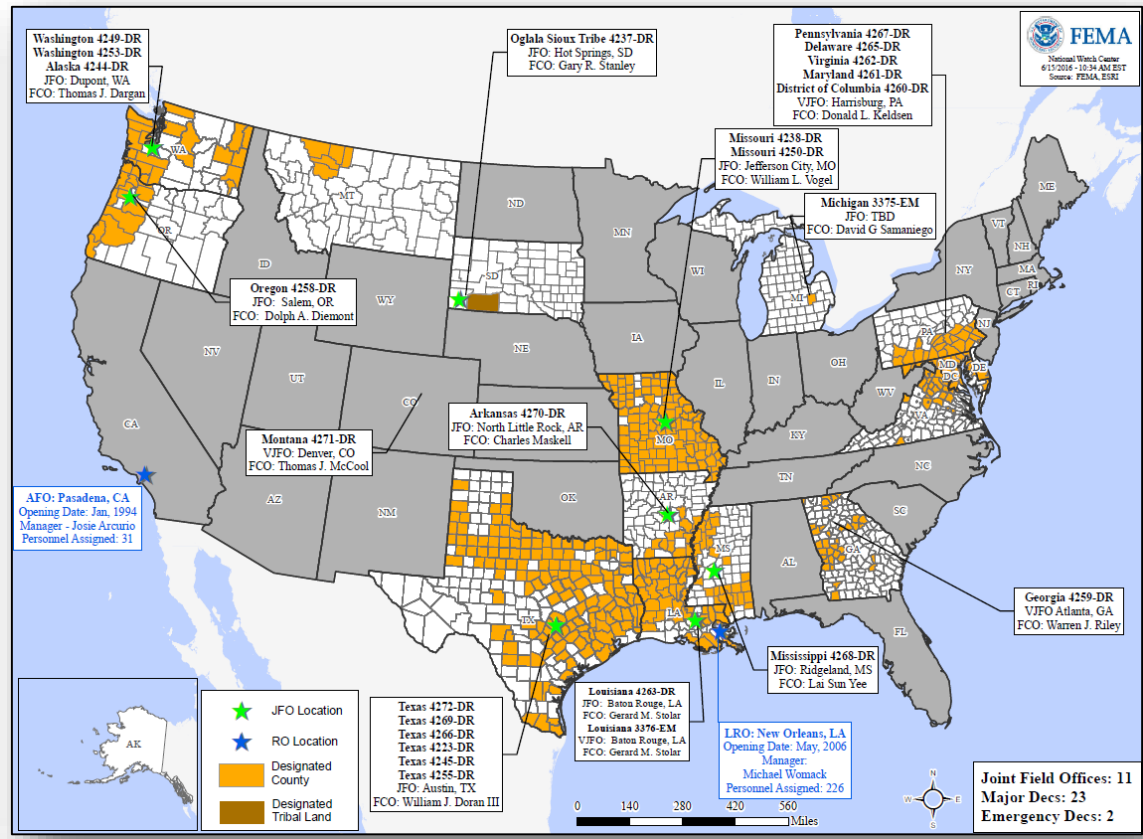 Washington 4249-DR
Washington 4253-DR
Alaska 4244-DR
JFO: Dupont, WA
FCO: Thomas J. Dargan
Oglala Sioux Tribe 4237-DR
JFO: Hot Springs, SD
FCO: Gary R. Stanley
Pennsylvania 4267-DR
Delaware 4265-DR
Virginia 4262-DR
Maryland 4261-DR
District of Columbia 4260-DR
VJFO: Harrisburg, PA
FCO: Donald L. Keldsen
FEMA
National Watch Center
6/15/2016 - 10:34 AM EST
Source: FEMA, ESRI
Missouri 4238-DR
Missouri 4250-DR
JFO: Jefferson City, MO
FCO: William L. Vogel
Michigan 3375-EM
JFO: TBD
FCO: David G Samaniego
Oregon 4258-DR
JFO: Salem, OR
FCO: Dolph A. Diemont
Montana 4271-DR
VJFO: Denver, CO
FCO: Thomas J. McCool
Arkansas 4270-DR
JFO: North Little Rock, AR
FCO: Charles Maskell
AFO: Pasadena, CA
Opening Date: Jan, 1994
Manager - Josie Arcurio
Personnel Assigned: 31
Georgia 4259-DR
VJFO Atlanta, GA
FCO: Warren J. Riley
Mississippi 4268-DR
JFO: Ridgeland, MS
FCO: Lai Sun Yee
Louisiana 4263-DR
JFO: Baton Rouge, LA
FCO: Gerard M. Stolar
Louisiana 3376-EM
VJFO: Baton Rouge, LA
FCO: Gerard M. Stolar
LRO: New Orleans, LA
Opening Date: May, 2006
Manager:
Michael Womack
Personnel Assigned: 226
Texas 4272-DR
Texas 4269-DR
Texas 4266-DR
Texas 4223-DR
Texas 4245-DR
Texas 4255-DR
JFO: Austin, TX
FCO: William J. Doran III
WA
OR
MT
ID
WY
ND
SD
NE
MN
WI
MI
IA
IL
IN
OH
PA
NY
VT
NH
ME
MA
CT
RI
NJ
MD
DC
DE
WV
VA
KY
NC
TN
SC
GA
AL
MS
FL
LA
AR
MO
OK
TX
NM
AZ
CO
UT
NV
CA
AK
JFO Location
RO Location
Designated
County
Designated
Tribal Land
0 140 280 420 560
Miles
N
W
E
S
Joint Field Offices: 11
Major Decs: 23
Emergency Decs: 2